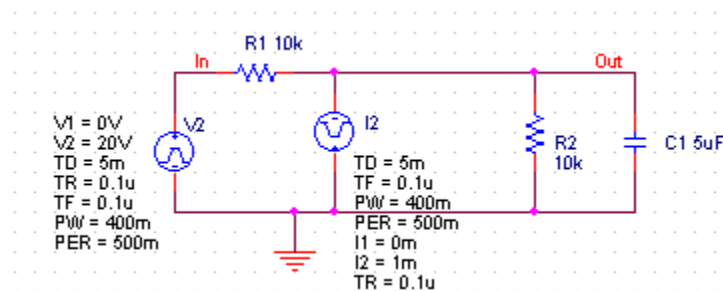 R1 10k
In
Out
V1 = 0V
V2 = 20V
TD = 5m
TR = 0.1u
TF = 0.1u
PW = 400m
PER = 500m
V2
I2
TD = 5m
TF = 0.1u
PW = 400m
PER = 500m
I1 = 0m
I2 = 1m
TR = 0.1u
R2
10k
C1 5uF